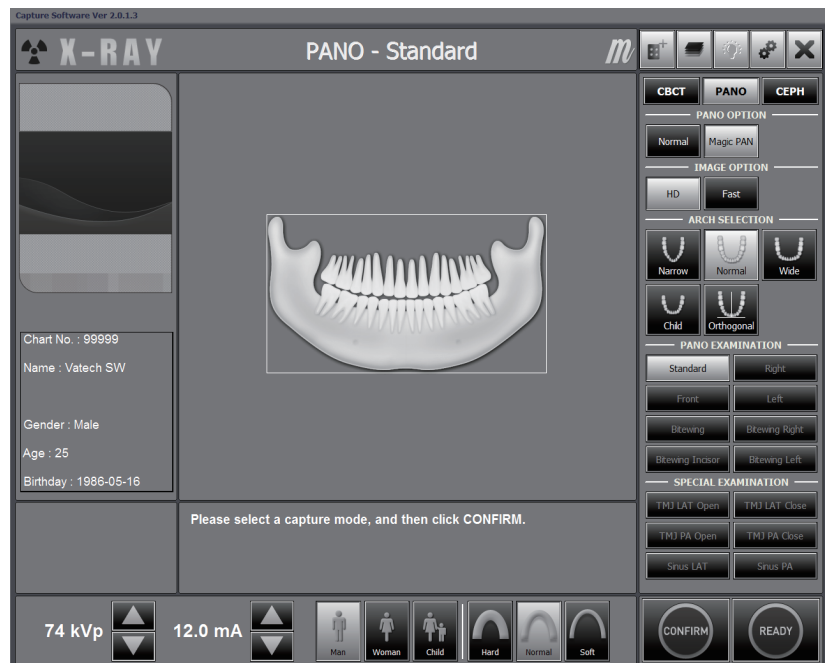 Capture Software Ver 2.0.1.3
X-RAY
PANO - Standard
m
CBCT PANO CEPH
PANO OPTION
Normal Magic PAN
IMAGE OPTION
HD Fast
ARCH SELECTION
Narrow Normal Wide
Child Orthogonal
PANO EXAMINATION
Standard Right
Front Left
Bitewing Bitewing Right
Bitewing Incisor Bitewing Left
SPECIAL EXAMINATION
TMJ LAT Open TMJ LAT Close
TMJ PA Open TMJ PA Close
Sinus LAT Sinus PA
Chart No. : 99999
Name : Vatech SW
Gender : Male
Age : 25
Birthday : 1986-05-16
Please select a capture mode, and then click CONFIRM.
74 kVp 12.0 mA
Man Woman Child Hard Normal Soft
CONFIRM READY